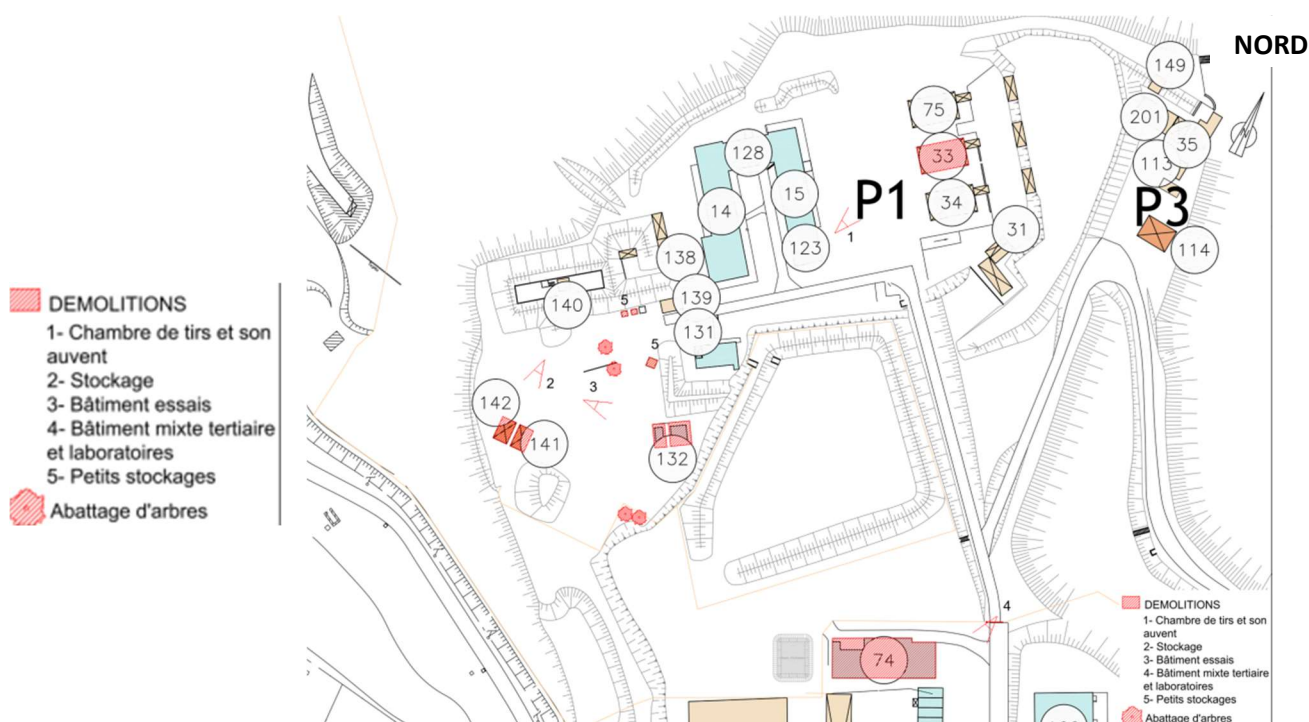 NORD
149
75
201
128
35
33
113
15
P1
34
P3
14
31
1
123
114
138
5
139
140
DEMOLITIONS
1- Chambre de tirs et son
auvent
2- Stockage
3- Bâtiment essais
4- Bâtiment mixte tertiaire
et laboratoires
5- Petits stockages
Abattage d'arbres
131
5
2
3
142
141
132
4
74
DEMOLITIONS
1- Chambre de tirs et son
auvent
2- Stockage
3- Bâtiment essais
4- Bâtiment mixte tertiaire
et laboratoires
5- Petits stockages
Abattage d'arbres